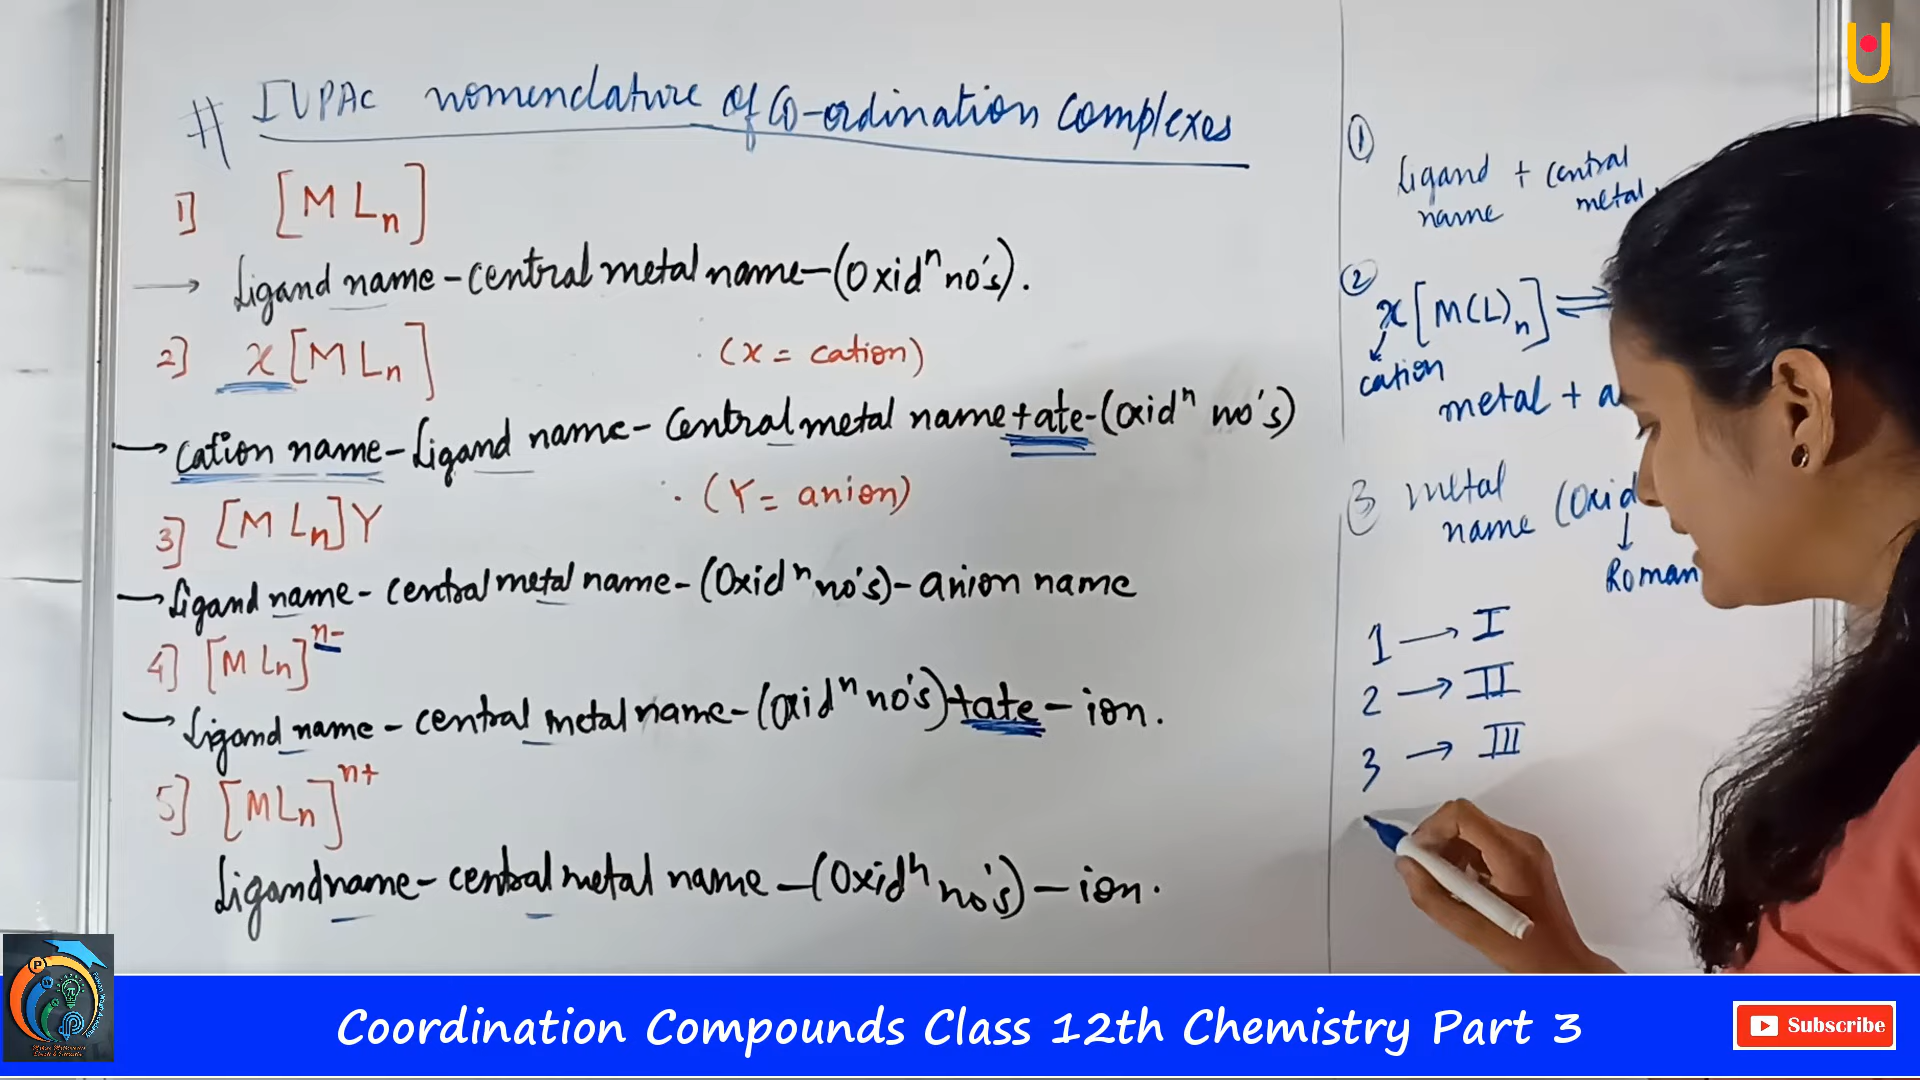 # IUPAC nomenclature of Co-ordination Complexes
1] [M Ln]
→ Ligand name - central metal name - (Oxidⁿ no's).
2] x [M Ln] (x = cation)
→ cation name - Ligand name - Central metal name + ate - (Oxidⁿ no's)
3] [M Ln] Y (Y = anion)
→ Ligand name - central metal name - (Oxidⁿ no's) - anion name
4] [M Ln]ⁿ⁻
→ Ligand name - central metal name - (Oxidⁿ no's) + ate - ion.
5] [M Ln]ⁿ⁺
Ligand name - central metal name - (Oxidⁿ no's) - ion.
①
Ligand + Central
name metal
②
x [M(L)n] ⇌
cation
metal + a
③ metal
name (Oxid
↓
Roman
1 → I
2 → II
3 → III
Coordination Compounds Class 12th Chemistry Part 3
Subscribe